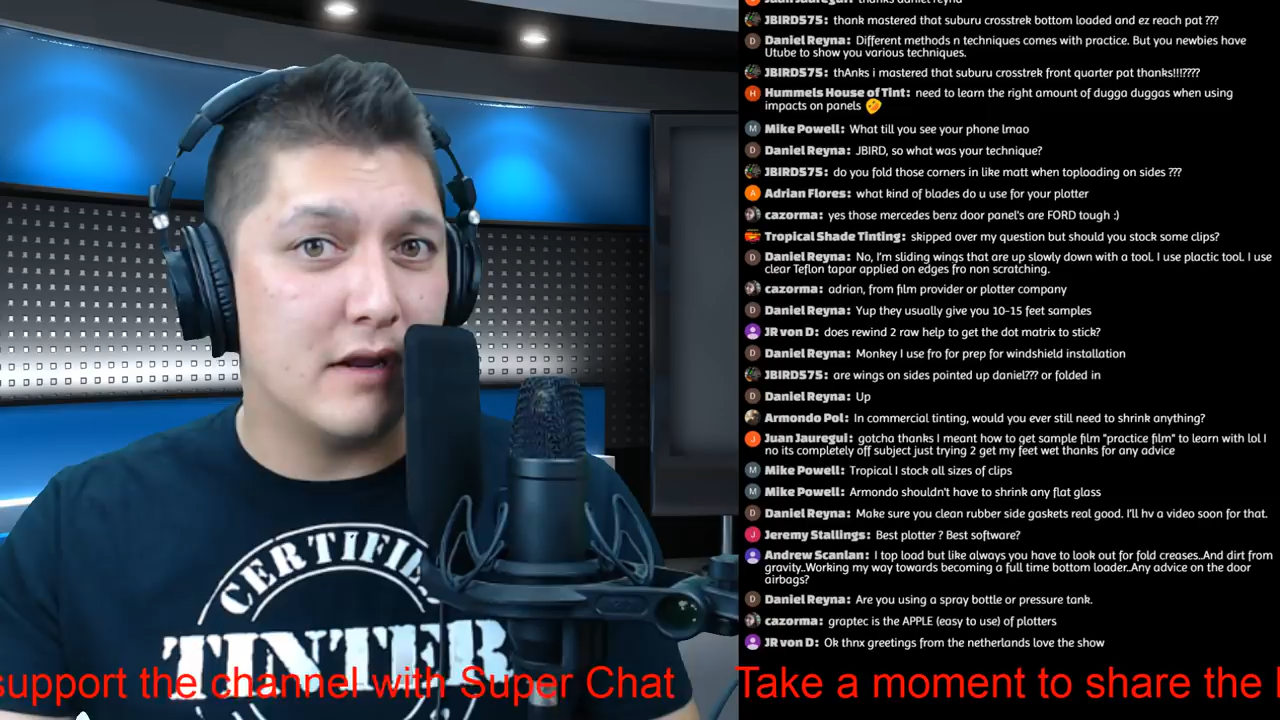 CERTIFIE
TINTER
support the channel with Super Chat Take a moment to share the
thanks daniel reyna
JBIRD575: thank mastered that suburu crosstrek bottom loaded and ez reach pat ???
Daniel Reyna: Different methods n techniques comes with practice. But you newbies have
Utube to show you various techniques.
JBIRD575: thAnks i mastered that suburu crosstrek front quarter pat thanks!!!????
Hummels House of Tint: need to learn the right amount of dugga duggas when using
impacts on panels 🤣
Mike Powell: What till you see your phone lmao
Daniel Reyna: JBIRD, so what was your technique?
JBIRD575: do you fold those corners in like matt when toploading on sides ???
Adrian Flores: what kind of blades do u use for your plotter
cazorma: yes those mercedes benz door panel's are FORD tough :)
Tropical Shade Tinting: skipped over my question but should you stock some clips?
Daniel Reyna: No, I'm sliding wings that are up slowly down with a tool. I use plactic tool. I use
clear Teflon tapar applied on edges fro non scratching.
cazorma: adrian, from film provider or plotter company
Daniel Reyna: Yup they usually give you 10-15 feet samples
JR von D: does rewind 2 raw help to get the dot matrix to stick?
Daniel Reyna: Monkey I use fro for prep for windshield installation
JBIRD575: are wings on sides pointed up daniel??? or folded in
Daniel Reyna: Up
Armondo Pol: In commercial tinting, would you ever still need to shrink anything?
Juan Jauregui: gotcha thanks I meant how to get sample film "practice film" to learn with lol I
no its completely off subject just trying 2 get my feet wet thanks for any advice
Mike Powell: Tropical I stock all sizes of clips
Mike Powell: Armondo shouldn't have to shrink any flat glass
Daniel Reyna: Make sure you clean rubber side gaskets real good. I'll hv a video soon for that.
Jeremy Stallings: Best plotter ? Best software?
Andrew Scanlan: I top load but like always you have to look out for fold creases..And dirt from
gravity..Working my way towards becoming a full time bottom loader..Any advice on the door
airbags?
Daniel Reyna: Are you using a spray bottle or pressure tank.
cazorma: graptec is the APPLE (easy to use) of plotters
JR von D: Ok thnx greetings from the netherlands love the show